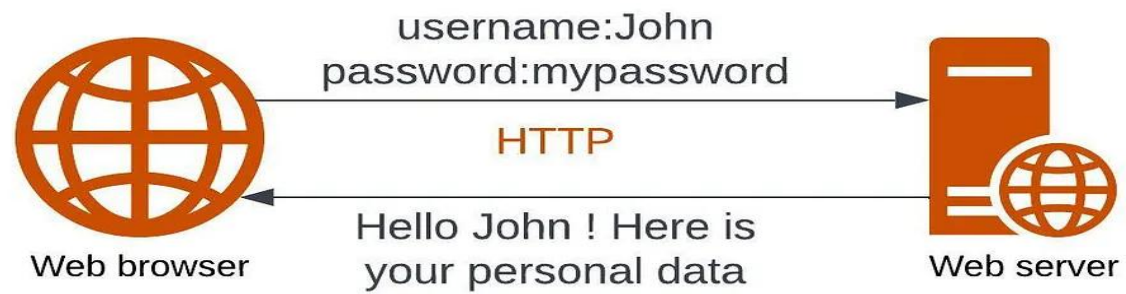 username:John
password:mypassword
HTTP
Hello John ! Here is
your personal data
Web browser
Web server